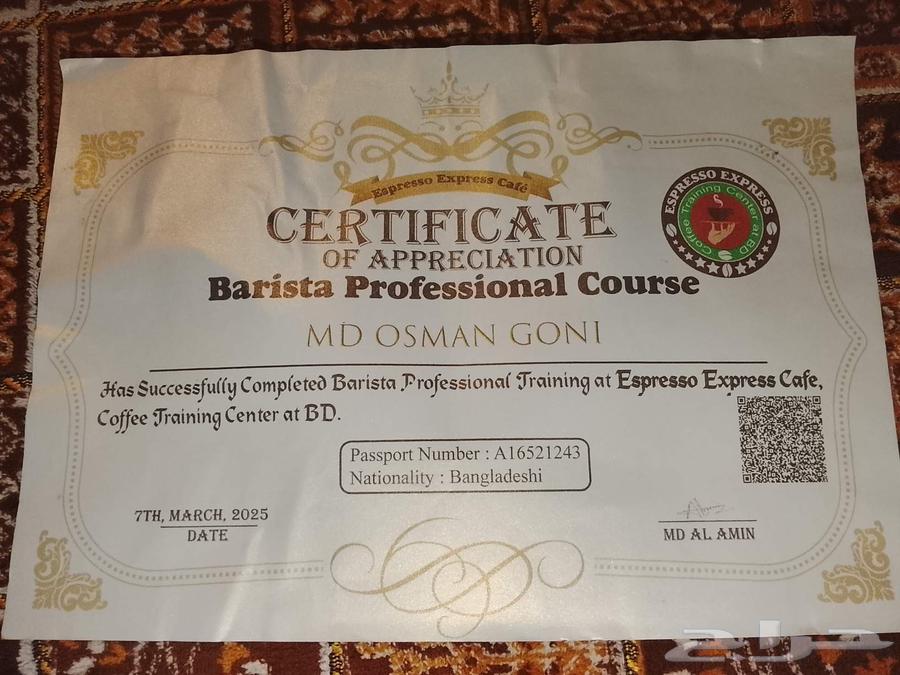 Espresso Express Café
CERTIFICATE
OF APPRECIATION
Barista Professional Course
ESPRESSO EXPRESS
Coffee Training Center at BD
MD OSMAN GONI
Has Successfully Completed Barista Professional Training at Espresso Express Cafe,
Coffee Training Center at BD.
Passport Number : A16521243
Nationality : Bangladeshi
7TH, MARCH, 2025
DATE
MD AL AMIN
حراج